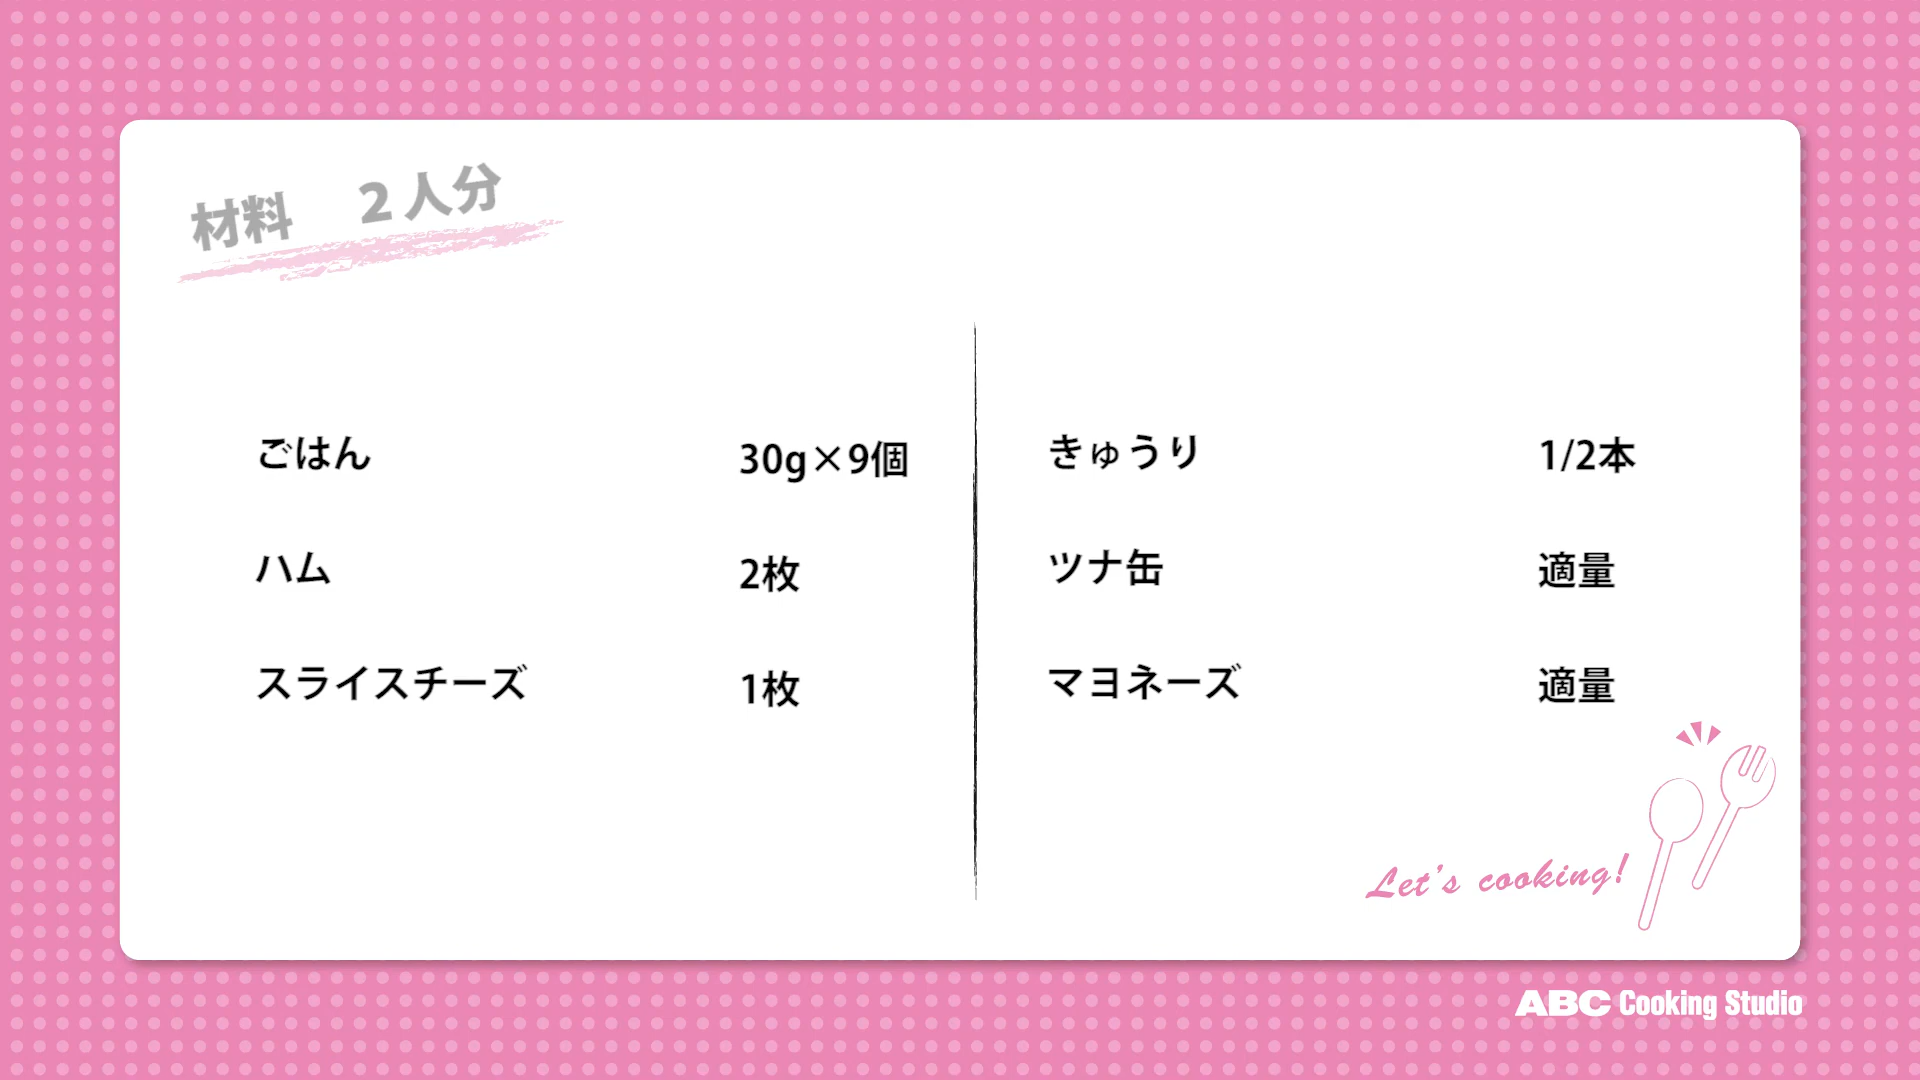 材料　２人分
ごはん 30g×9個
ハム 2枚
スライスチーズ 1枚
きゅうり 1/2本
ツナ缶 適量
マヨネーズ 適量
Let's cooking!
ABC Cooking Studio